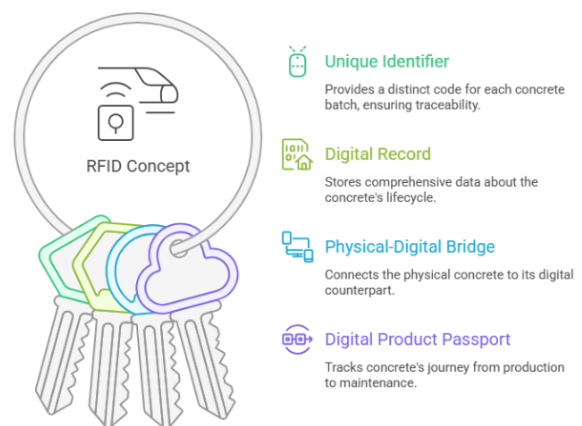 RFID Concept
Unique Identifier
Provides a distinct code for each concrete
batch, ensuring traceability.
Digital Record
Stores comprehensive data about the
concrete's lifecycle.
Physical-Digital Bridge
Connects the physical concrete to its digital
counterpart.
Digital Product Passport
Tracks concrete's journey from production
to maintenance.